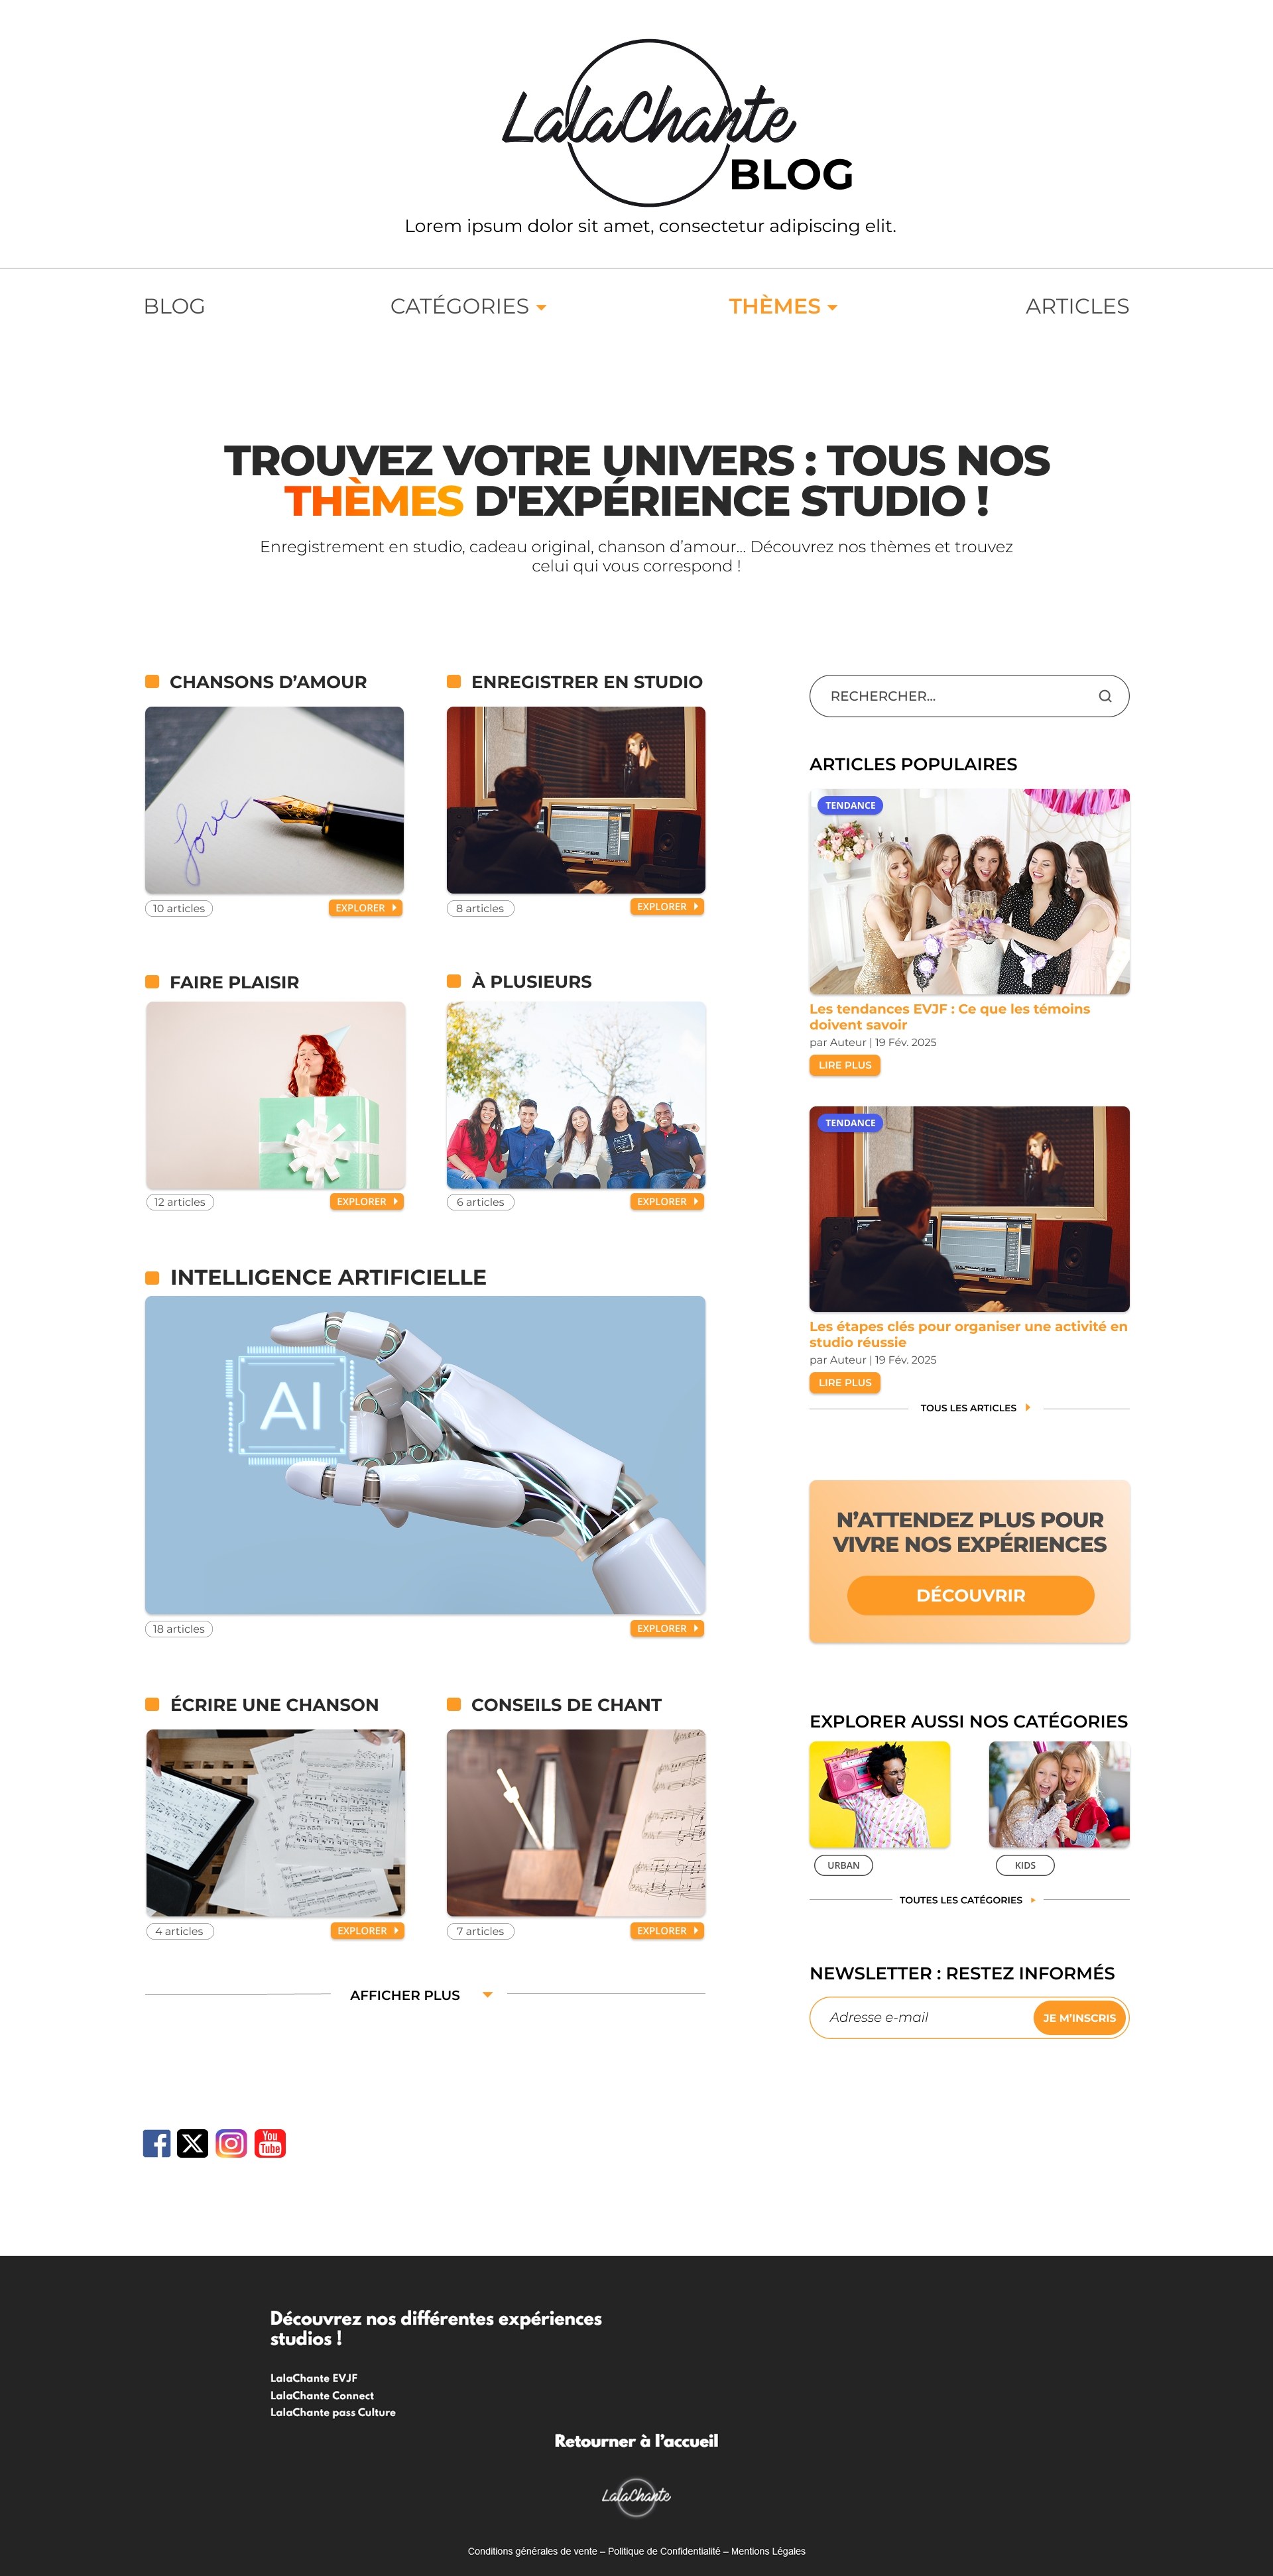 LalaChante
BLOG
Lorem ipsum dolor sit amet, consectetur adipiscing elit.
BLOG
CATÉGORIES
THÈMES
ARTICLES
TROUVEZ VOTRE UNIVERS : TOUS NOS
THÈMES D'EXPÉRIENCE STUDIO !
Enregistrement en studio, cadeau original, chanson d’amour... Découvrez nos thèmes et trouvez
celui qui vous correspond !
CHANSONS D’AMOUR
love
10 articles
EXPLORER
ENREGISTRER EN STUDIO
8 articles
EXPLORER
FAIRE PLAISIR
12 articles
EXPLORER
À PLUSIEURS
6 articles
EXPLORER
INTELLIGENCE ARTIFICIELLE
AI
18 articles
EXPLORER
ÉCRIRE UNE CHANSON
4 articles
EXPLORER
CONSEILS DE CHANT
7 articles
EXPLORER
AFFICHER PLUS
RECHERCHER...
ARTICLES POPULAIRES
TENDANCE
Les tendances EVJF : Ce que les témoins
doivent savoir
par Auteur | 19 Fév. 2025
LIRE PLUS
TENDANCE
Les étapes clés pour organiser une activité en
studio réussie
par Auteur | 19 Fév. 2025
LIRE PLUS
TOUS LES ARTICLES
N’ATTENDEZ PLUS POUR
VIVRE NOS EXPÉRIENCES
DÉCOUVRIR
EXPLORER AUSSI NOS CATÉGORIES
URBAN
KIDS
TOUTES LES CATÉGORIES
NEWSLETTER : RESTEZ INFORMÉS
Adresse e-mail
JE M’INSCRIS
You
Tube
Découvrez nos différentes expériences
studios !
LalaChante EVJF
LalaChante Connect
LalaChante pass Culture
Retourner à l’accueil
LalaChante
Conditions générales de vente – Politique de Confidentialité – Mentions Légales